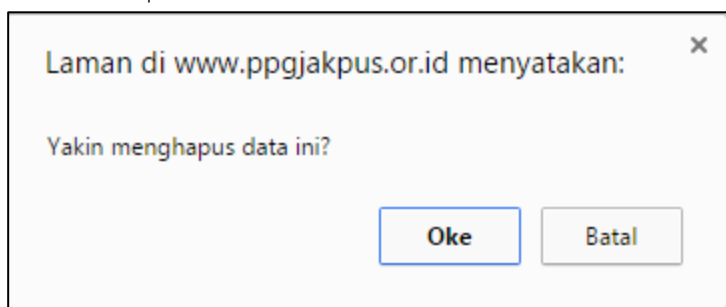 Laman di www.ppgjakpus.or.id menyatakan:
Yakin menghapus data ini?
Oke Batal